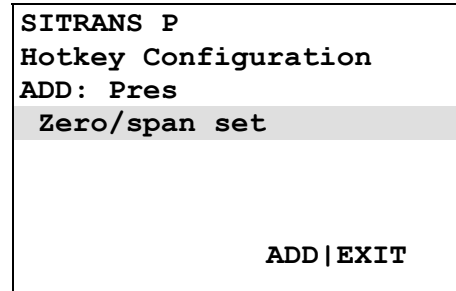 SITRANS P
Hotkey Configuration
ADD: Pres
Zero/span set
ADD|EXIT